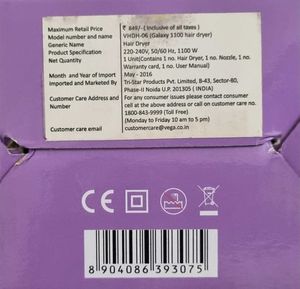 Maximum Retail Price ₹ 849/- ( Inclusive of all taxes )
Model number and name VHDH-06 (Galaxy 1100 hair dryer)
Generic Name Hair Dryer
Product Specification 220-240V, 50/60 Hz, 1100 W
Net Quantity 1 Unit(Contains 1 no. Hair Dryer, 1 no. Nozzle, 1 no.
Warranty card, 1 no. User Manual)
Month and Year of Import May - 2016
Imported and Marketed By Tri-Star Products Pvt. Limited, B-43, Sector-80,
Phase-II Noida U.P. 201305 ( INDIA)
Customer Care Address and For any consumer issues please contact consumer
Number cell at the address above or call our customer care at
1800-843-9999 (Toll Free)
(Monday to Friday 10 am to 5 pm)
Customer care email customercare@vega.co.in
CE
8 904086 393075